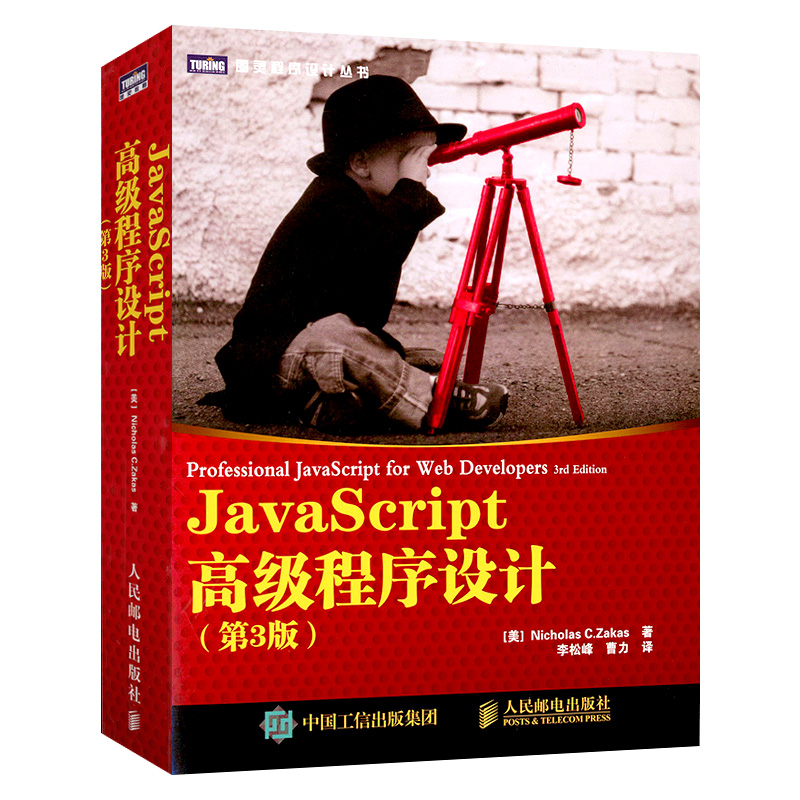 TURING
图灵程序设计丛书
Professional JavaScript for Web Developers 3rd Edition
JavaScript
高级程序设计
(第3版)
[美] Nicholas C.Zakas 著
李松峰 曹力 译
中国工信出版集团
人民邮电出版社
POSTS & TELECOM PRESS
TURING
JavaScript
高级程序设计
(第3版)
[美] Nicholas C.Zakas 著
人民邮电出版社